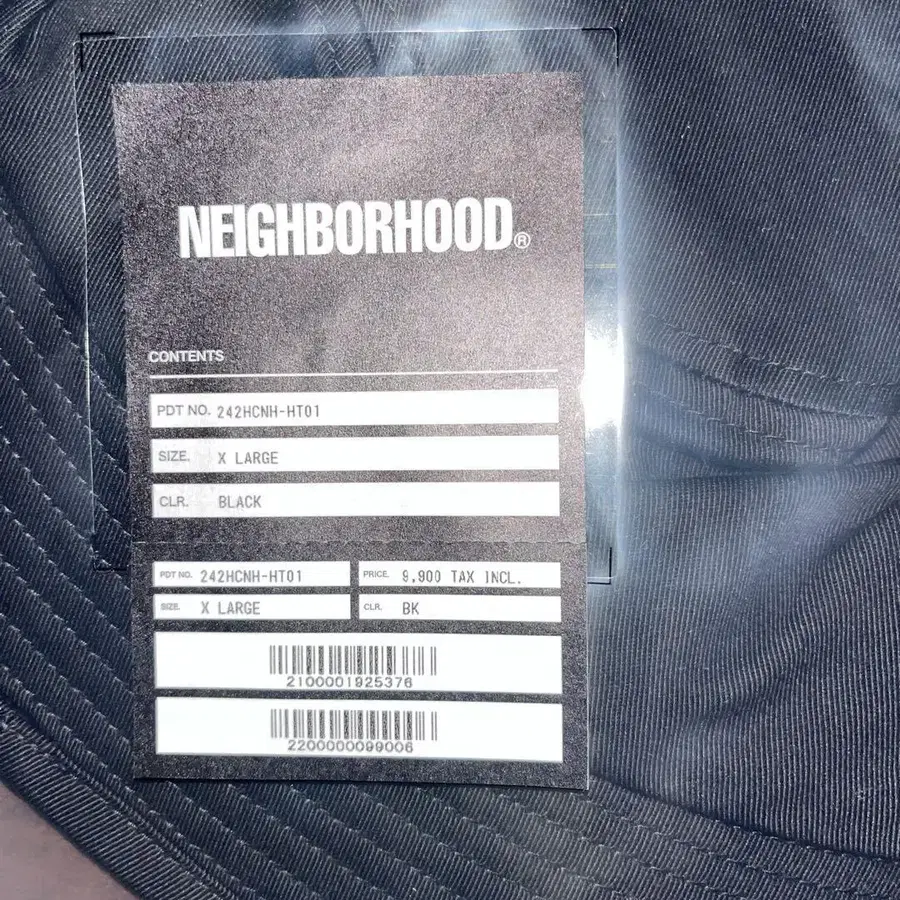 NEIGHBORHOOD®
CONTENTS
PDT NO. 242HCNH-HT01
SIZE. X LARGE
CLR. BLACK
PDT NO. 242HCNH-HT01 PRICE. 9,900 TAX INCL.
SIZE. X LARGE CLR. BK
2100001925376
2200000099006